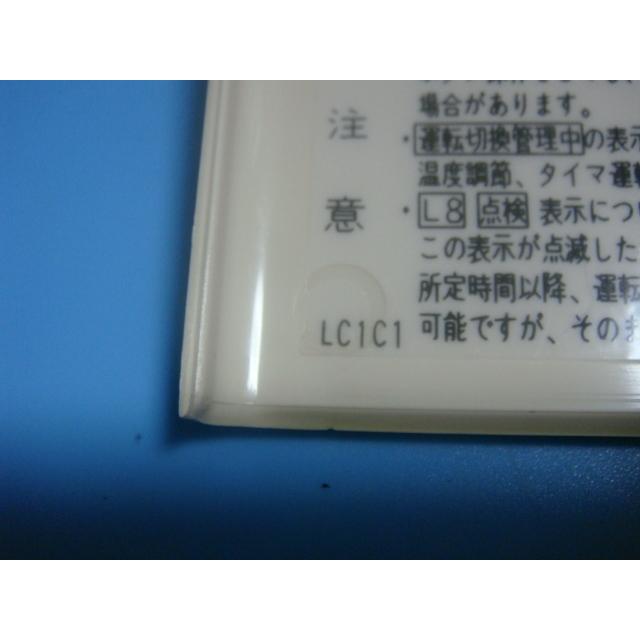 場合があります。
注意
・運転切換管理中の表示
温度調節、タイマ運転
・L8 点検 表示につい
この表示が点滅した
所定時間以降、運転
可能ですが、そのま
LC1C1